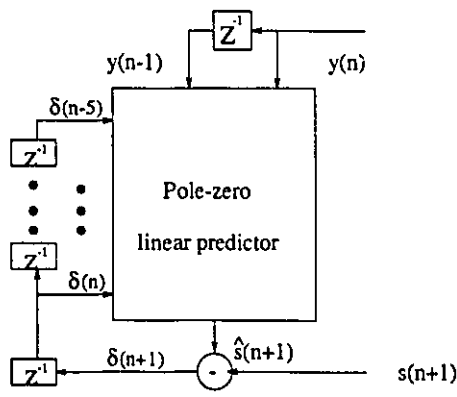 Z⁻¹
y(n-1)
y(n)
δ(n-5)
Z⁻¹
Pole-zero
linear predictor
Z⁻¹
δ(n)
δ(n+1)
ŝ(n+1)
Z⁻¹
-
s(n+1)